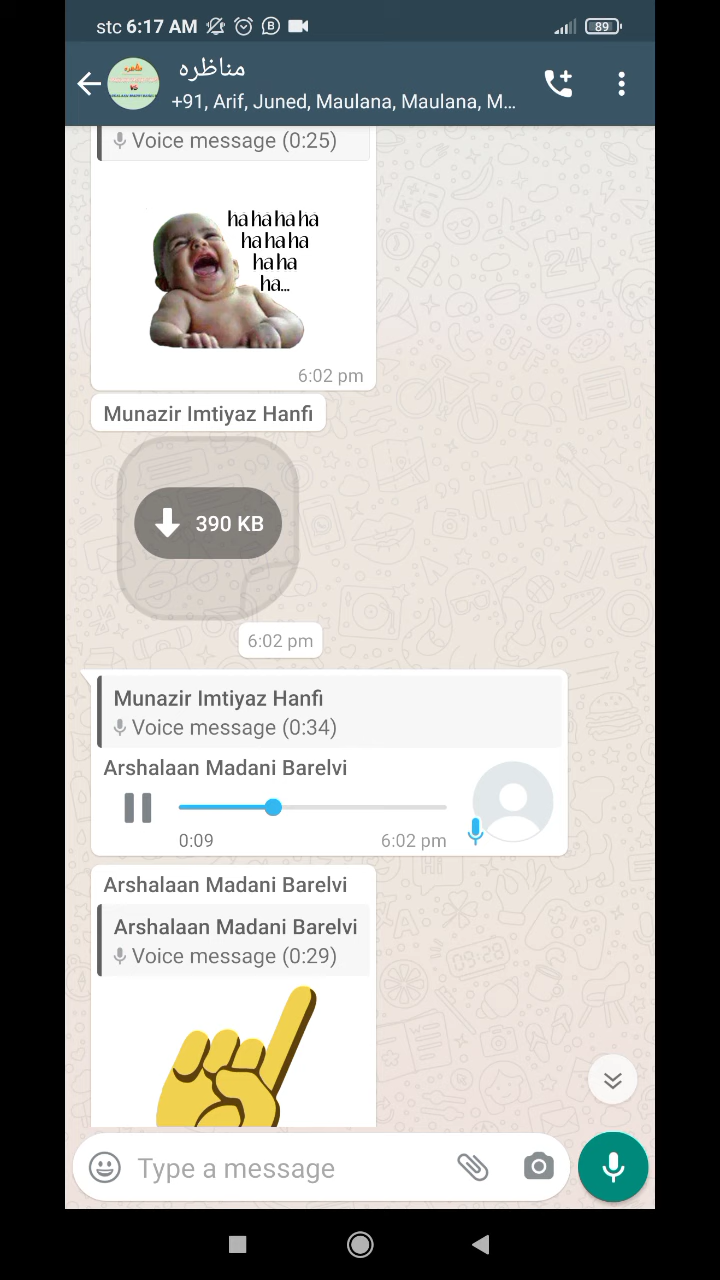 stc 6:17 AM
89
مناظره
+91, Arif, Juned, Maulana, Maulana, M...
Voice message (0:25)
ha ha ha ha
ha ha ha
ha ha
ha...
6:02 pm
Munazir Imtiyaz Hanfi
390 KB
6:02 pm
Munazir Imtiyaz Hanfi
Voice message (0:34)
Arshalaan Madani Barelvi
0:09
6:02 pm
Arshalaan Madani Barelvi
Arshalaan Madani Barelvi
Voice message (0:29)
Type a message